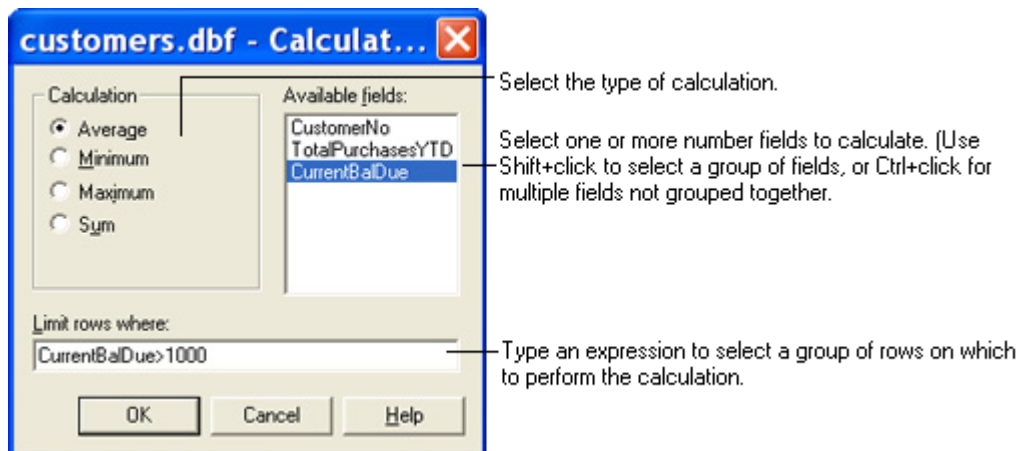 customers.dbf - Calculat...
Calculation
Average
Minimum
Maximum
Sum
Available fields:
CustomerNo
TotalPurchasesYTD
CurrentBalDue
Limit rows where:
CurrentBalDue>1000
OK Cancel Help
Select the type of calculation.
Select one or more number fields to calculate. (Use
Shift+click to select a group of fields, or Ctrl+click for
multiple fields not grouped together.
Type an expression to select a group of rows on which
to perform the calculation.